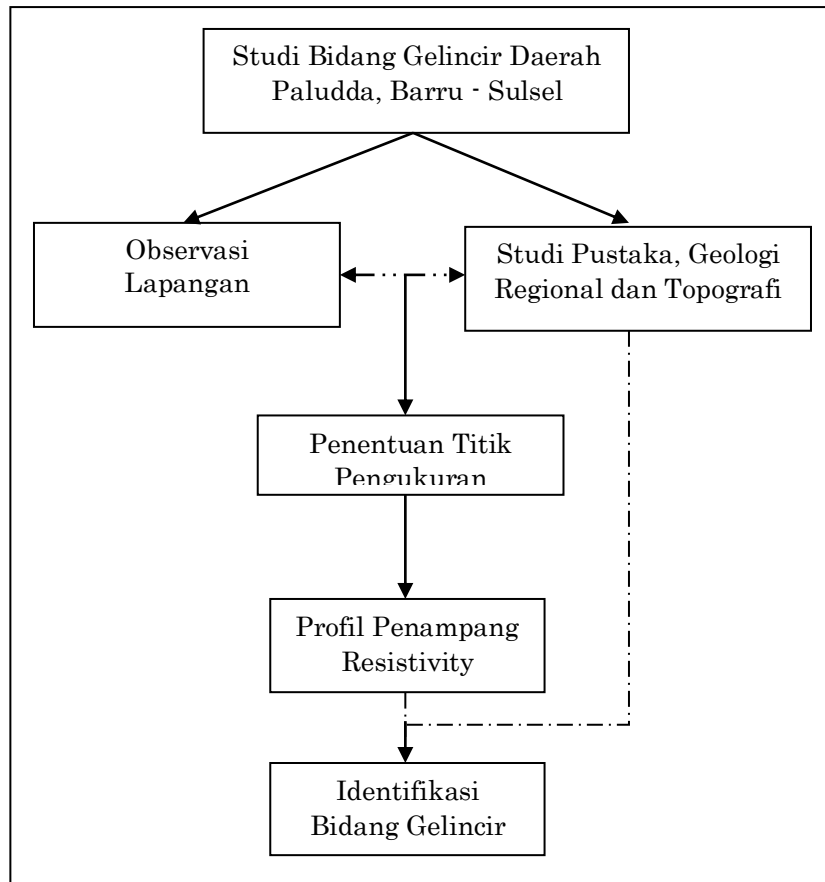 Studi Bidang Gelincir Daerah
Paludda, Barru - Sulsel
Observasi
Lapangan
Studi Pustaka, Geologi
Regional dan Topografi
Penentuan Titik
Pengukuran
Profil Penampang
Resistivity
Identifikasi
Bidang Gelincir